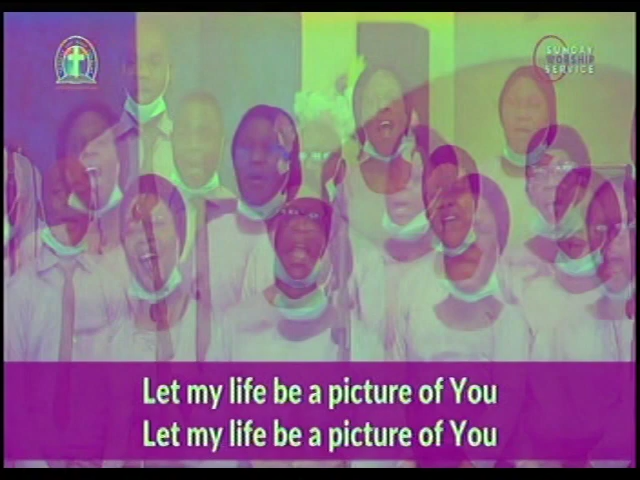 SUNDAY
WORSHIP
SERVICE
Let my life be a picture of You
Let my life be a picture of You